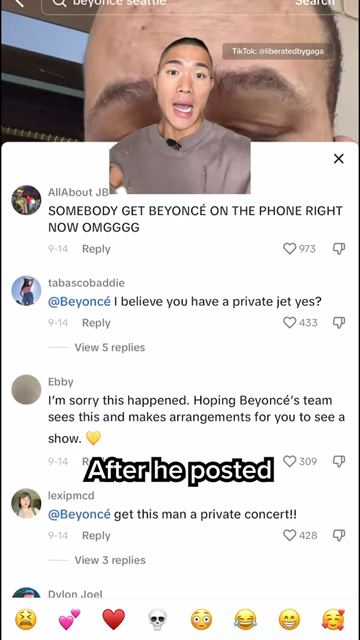 beyonce seattle
Search
TikTok: @liberatedbygaga
AllAbout JB
SOMEBODY GET BEYONCÉ ON THE PHONE RIGHT
NOW OMGGGG
9-14 Reply 973
tabascobaddie
@Beyoncé I believe you have a private jet yes?
9-14 Reply 433
View 5 replies
Ebby
I'm sorry this happened. Hoping Beyoncé's team
sees this and makes arrangements for you to see a
show. 💛
9-14 309
After he posted
lexipmcd
@Beyoncé get this man a private concert!!
9-14 Reply 428
View 3 replies
Dylon Joel